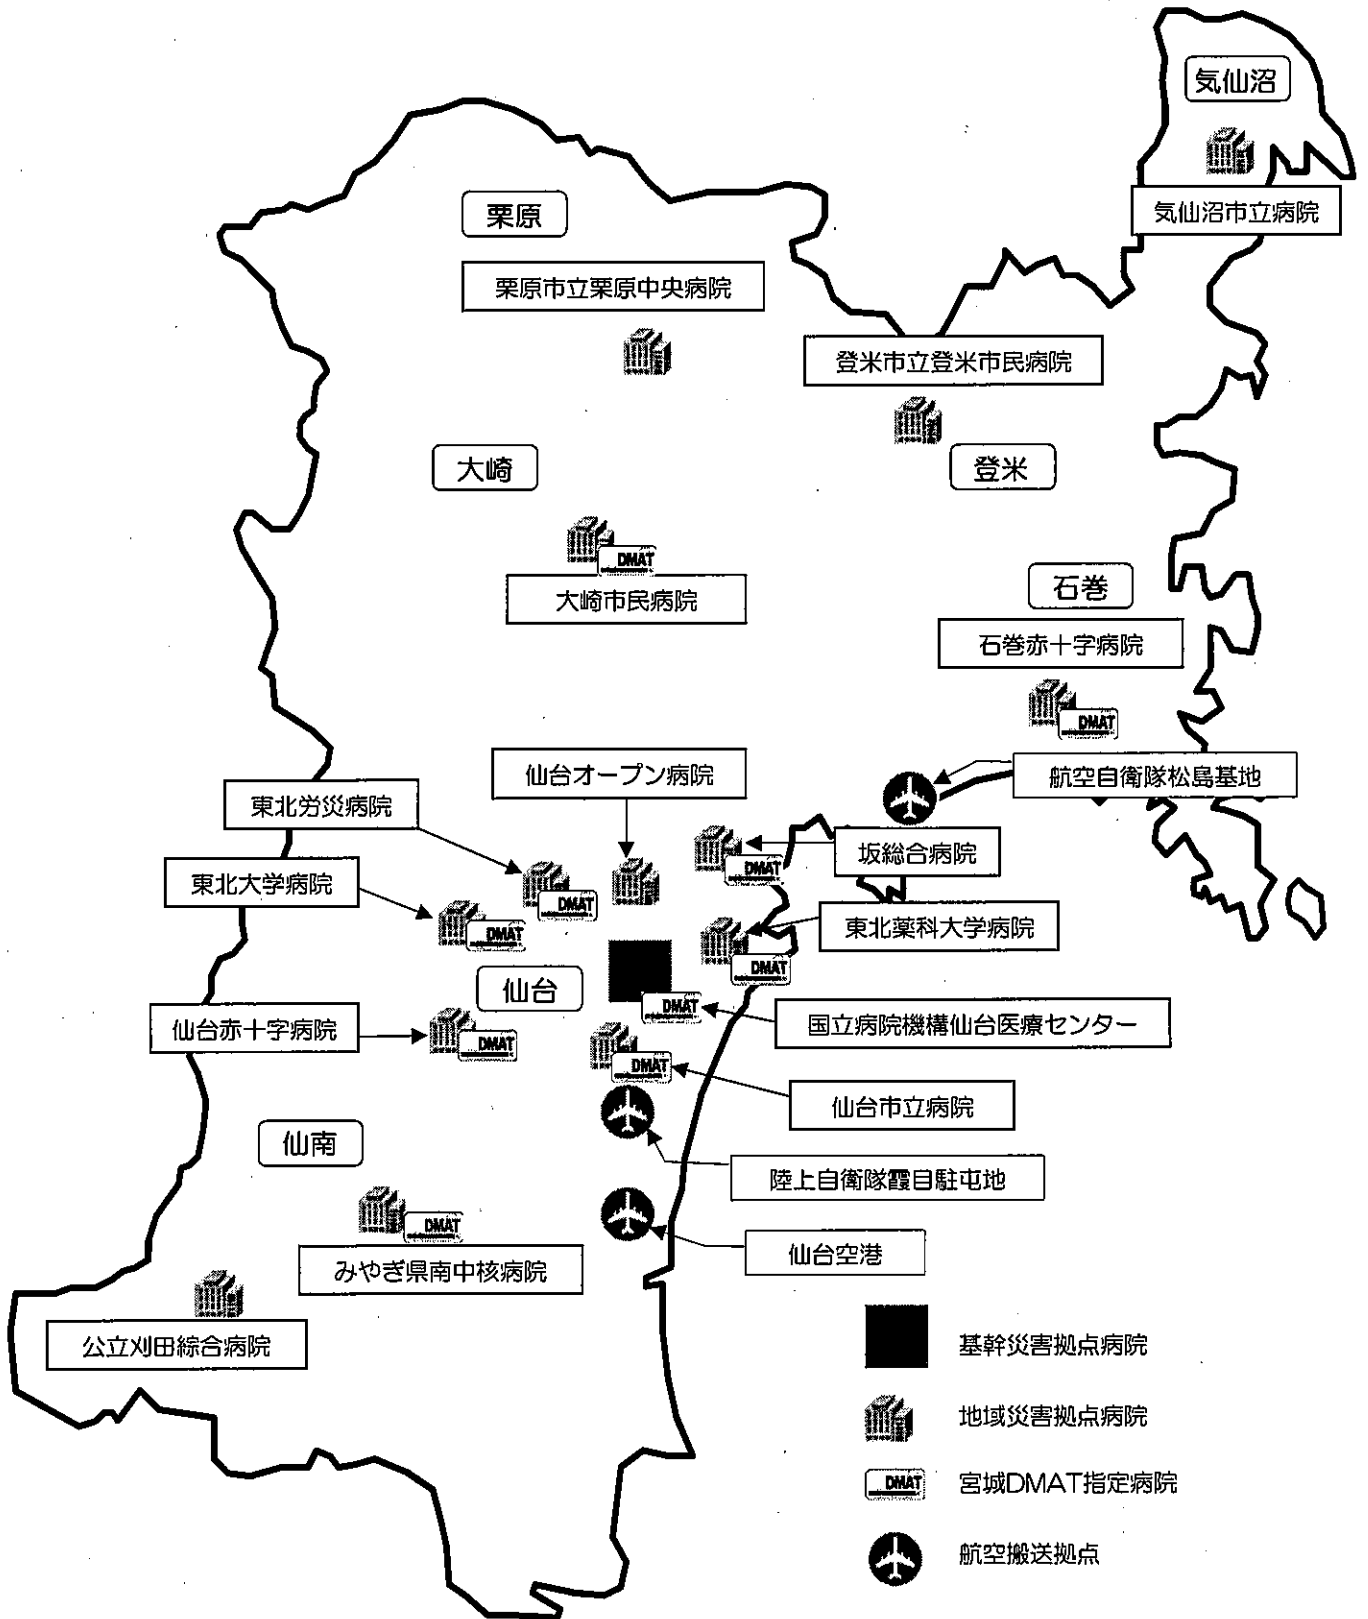 気仙沼
気仙沼市立病院
栗原
栗原市立栗原中央病院
登米市立登米市民病院
大崎
登米
DMAT
大崎市民病院
石巻
石巻赤十字病院
DMAT
仙台オープン病院
航空自衛隊松島基地
東北労災病院
坂総合病院
DMAT
東北大学病院
DMAT
東北薬科大学病院
DMAT
DMAT
仙台
DMAT
国立病院機構仙台医療センター
仙台赤十字病院
DMAT
DMAT
仙台市立病院
仙南
陸上自衛隊霞目駐屯地
DMAT
仙台空港
みやぎ県南中核病院
公立刈田綜合病院
基幹災害拠点病院
地域災害拠点病院
DMAT
宮城DMAT指定病院
航空搬送拠点